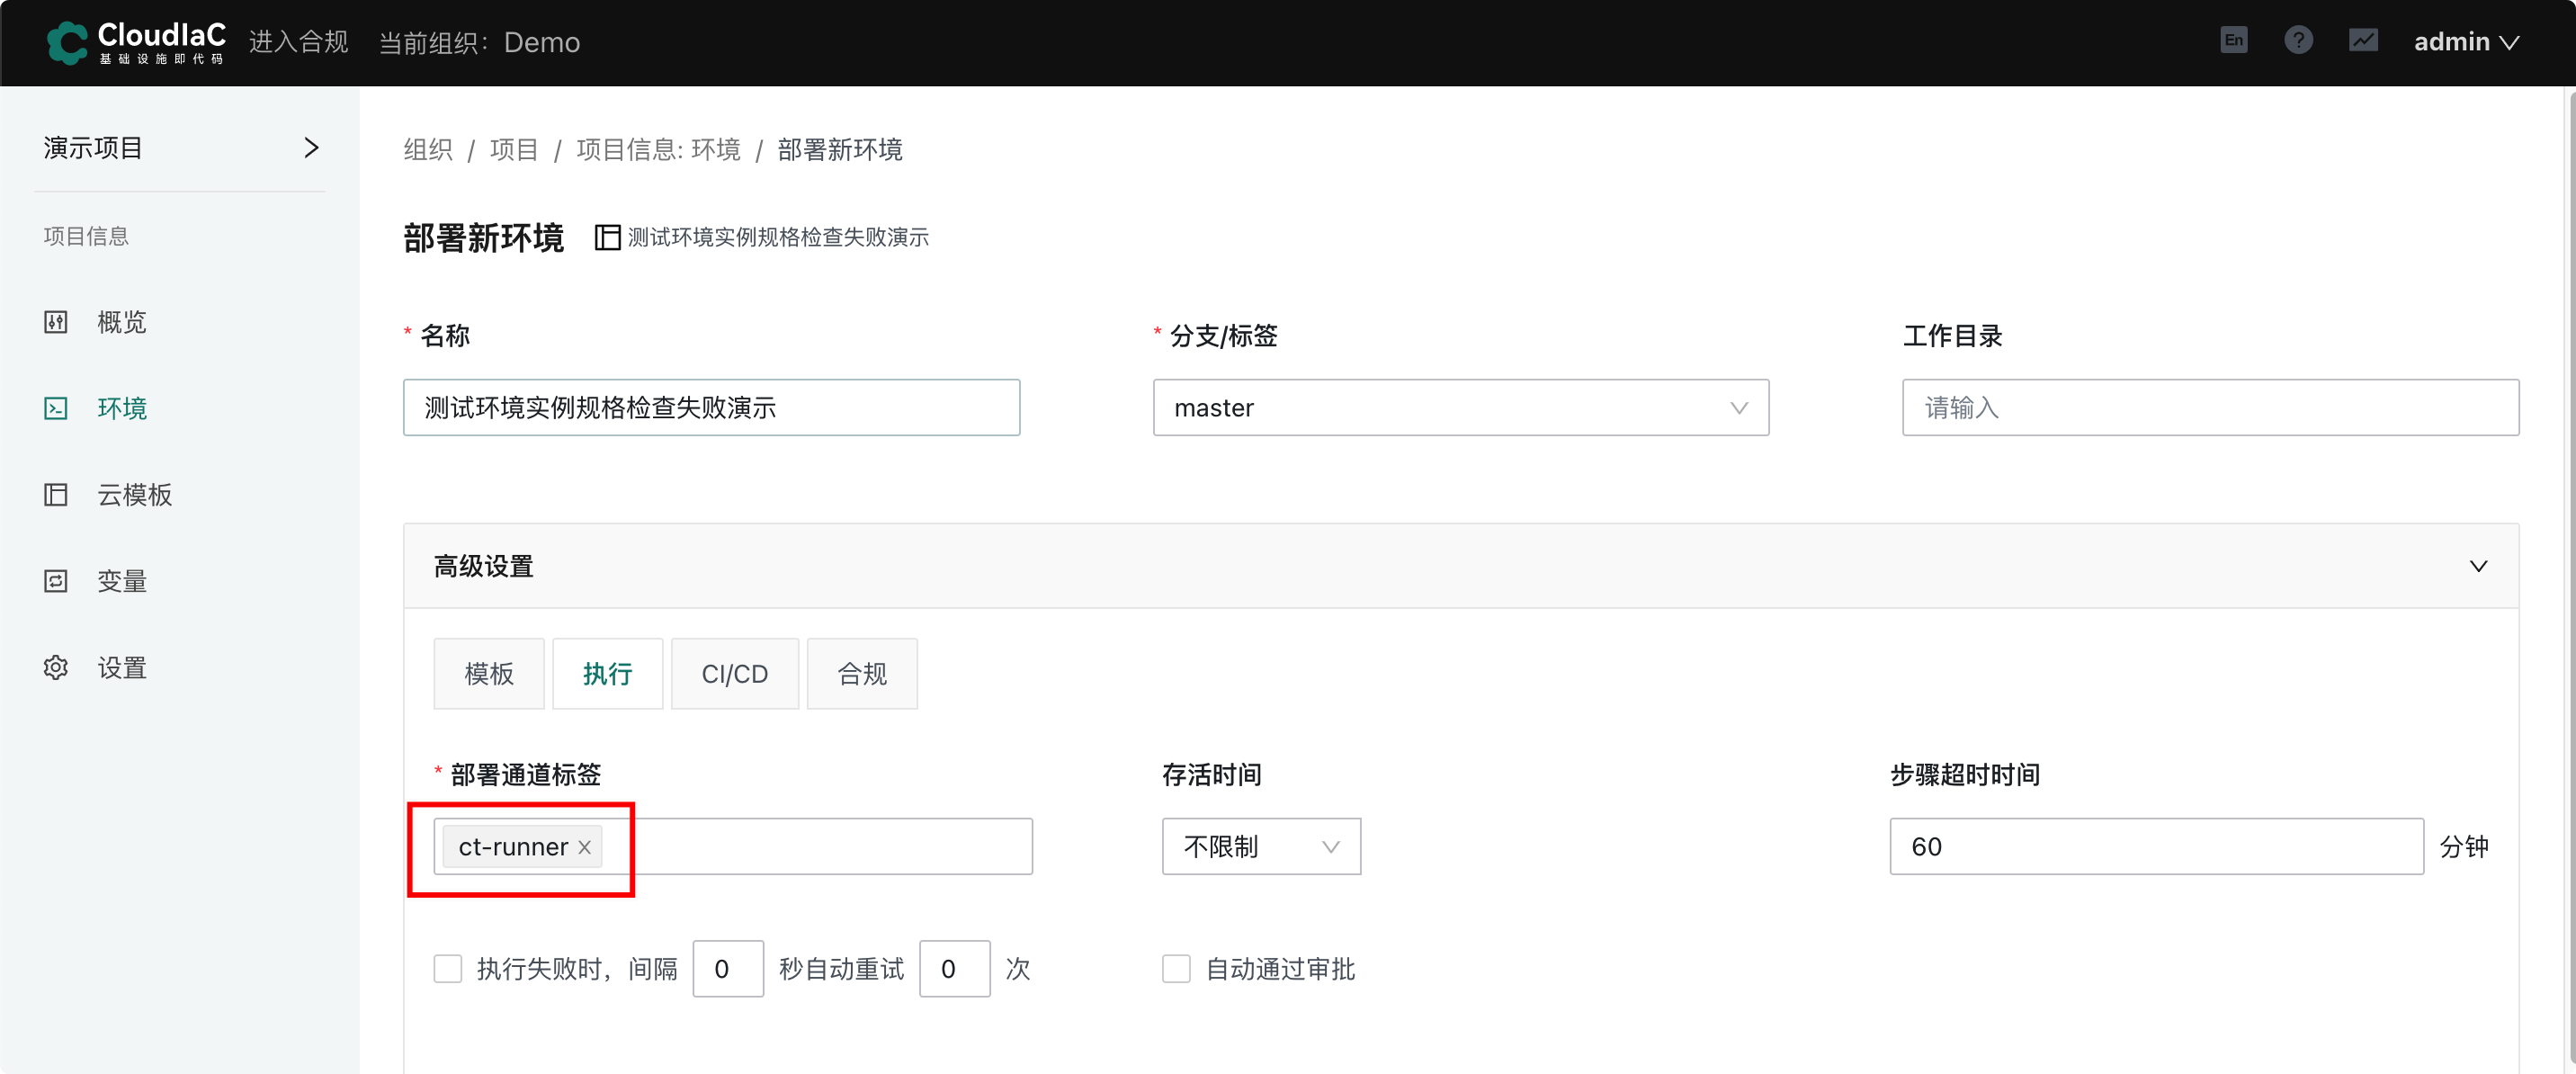 CloudIaC
基础设施即代码
进入合规
当前组织：Demo
En
?
admin
演示项目
项目信息
概览
环境
云模板
变量
设置
组织 / 项目 / 项目信息: 环境 / 部署新环境
部署新环境 测试环境实例规格检查失败演示
* 名称
* 分支/标签
工作目录
测试环境实例规格检查失败演示
master
请输入
高级设置
模板
执行
CI/CD
合规
* 部署通道标签
存活时间
步骤超时时间
ct-runner
不限制
60 分钟
执行失败时，间隔 0 秒自动重试 0 次
自动通过审批